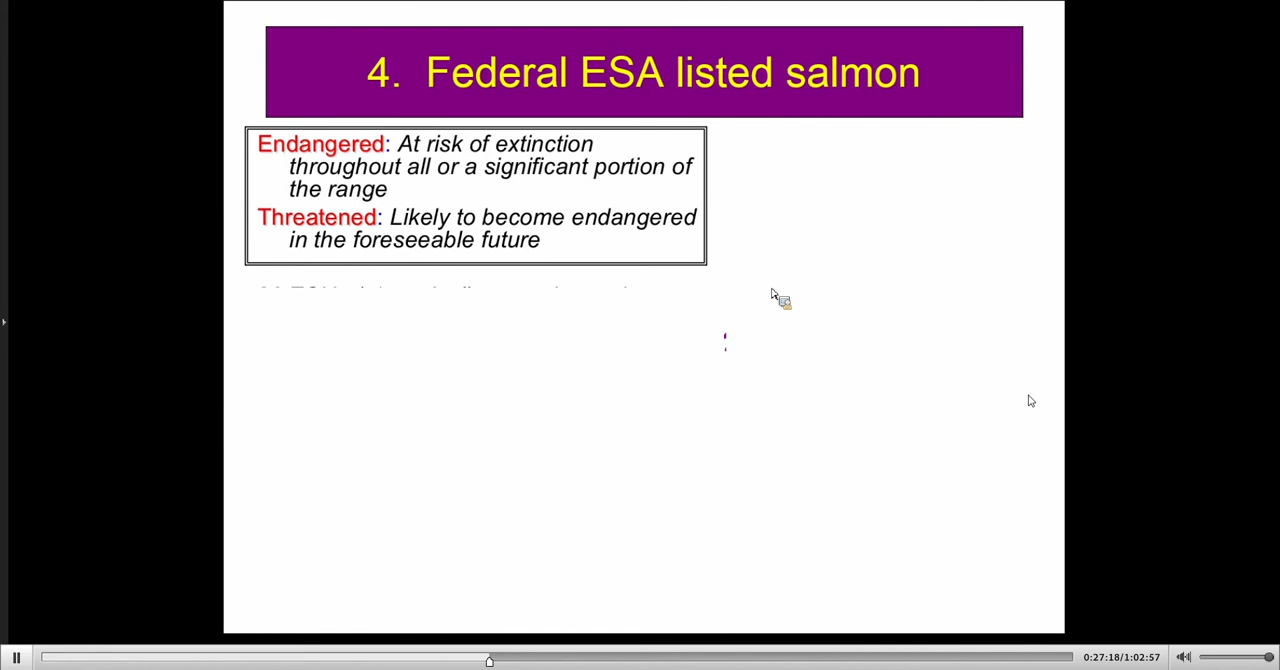 4. Federal ESA listed salmon
Endangered: At risk of extinction
throughout all or a significant portion of
the range
Threatened: Likely to become endangered
in the foreseeable future
0:27:18/1:02:57